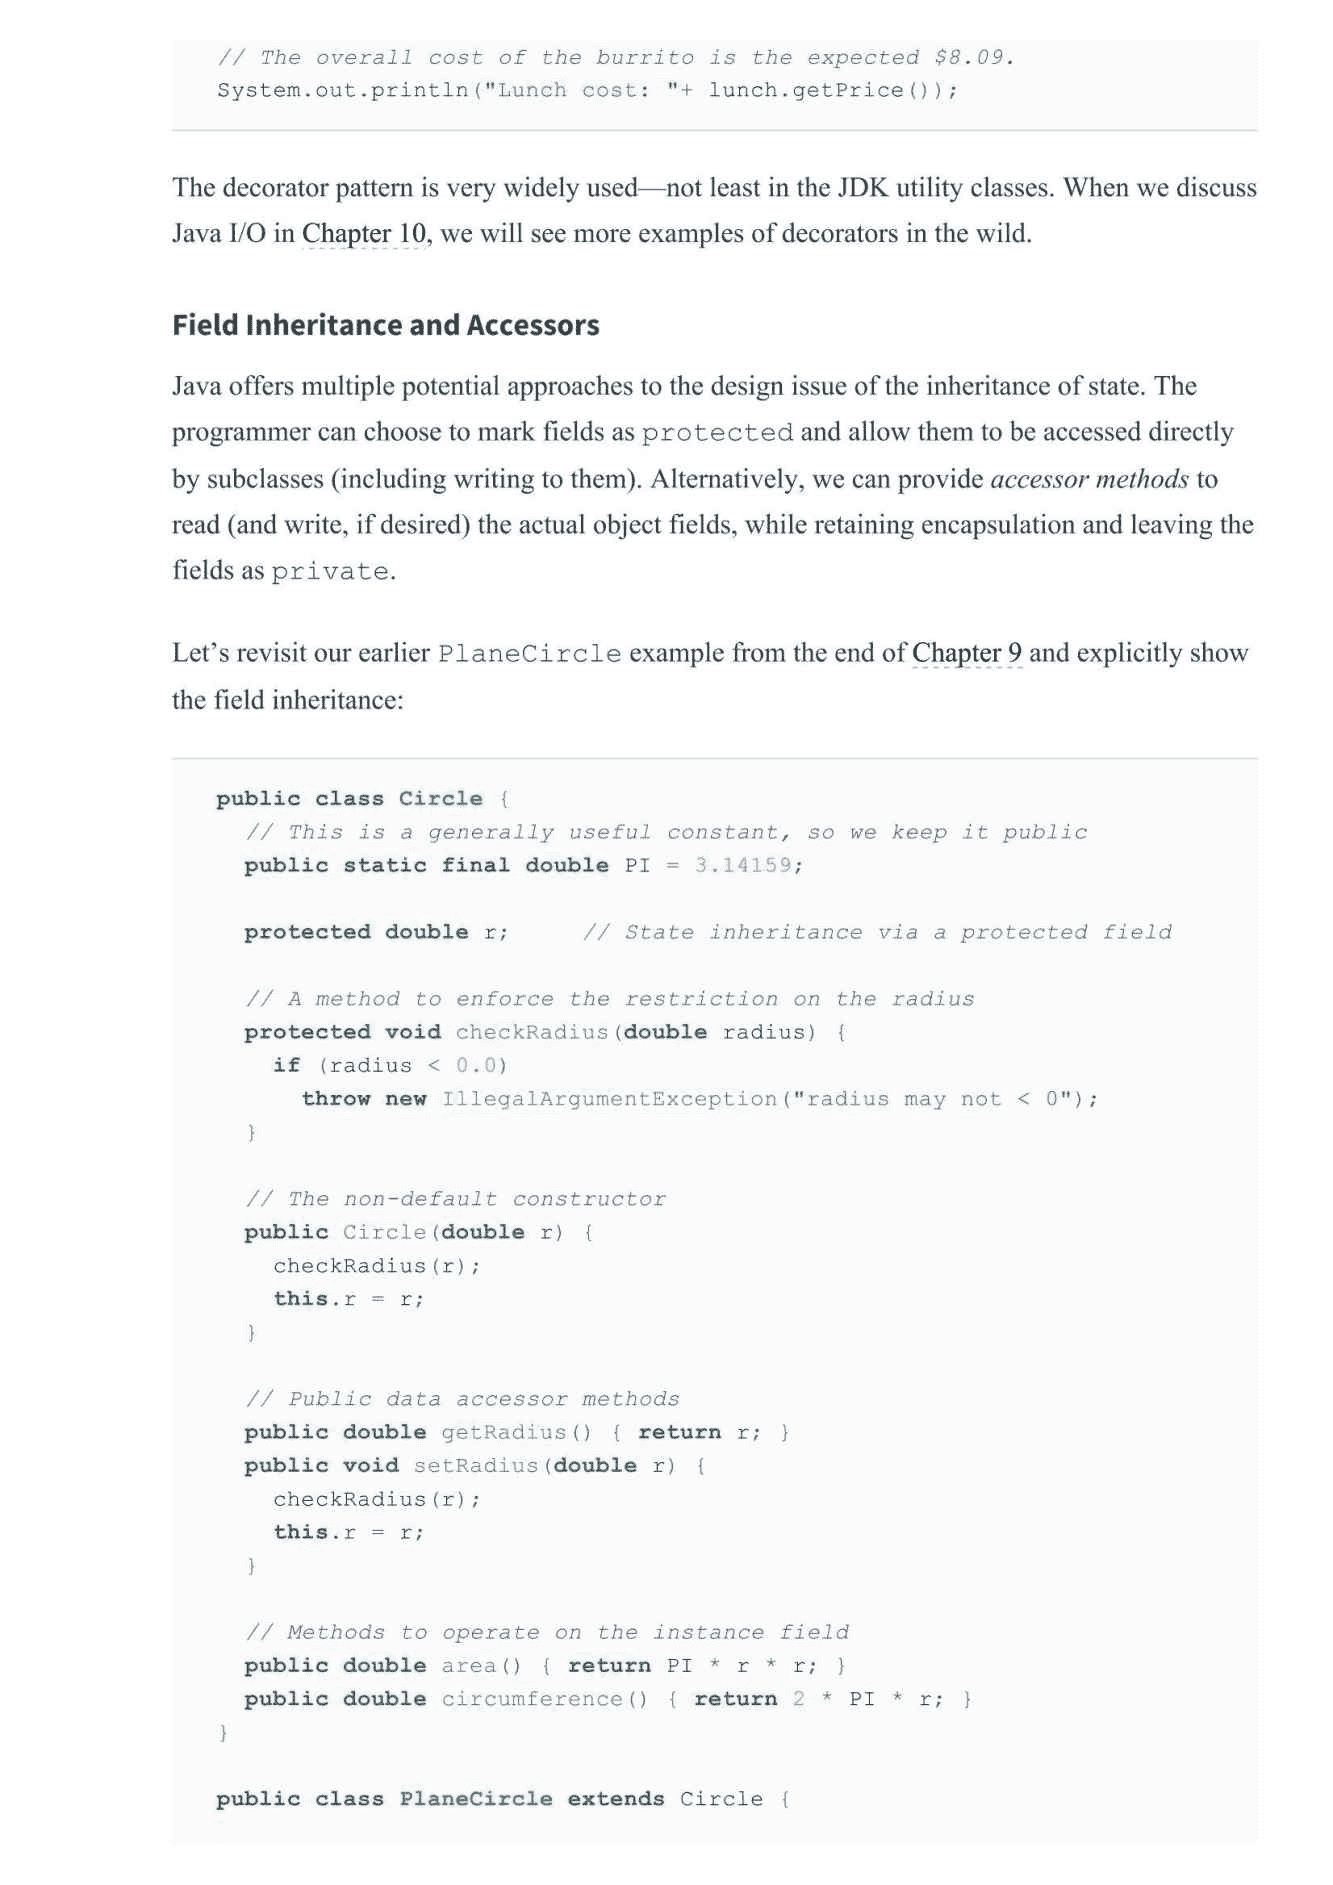 // The overall cost of the burrito is the expected $8.09.
System.out.println("Lunch cost: "+ lunch.getPrice());
The decorator pattern is very widely used—not least in the JDK utility classes. When we discuss
Java I/O in Chapter 10, we will see more examples of decorators in the wild.
Field Inheritance and Accessors
Java offers multiple potential approaches to the design issue of the inheritance of state. The
programmer can choose to mark fields as protected and allow them to be accessed directly
by subclasses (including writing to them). Alternatively, we can provide accessor methods to
read (and write, if desired) the actual object fields, while retaining encapsulation and leaving the
fields as private.
Let’s revisit our earlier PlaneCircle example from the end of Chapter 9 and explicitly show
the field inheritance:
public class Circle {
// This is a generally useful constant, so we keep it public
public static final double PI = 3.14159;
protected double r;     // State inheritance via a protected field
// A method to enforce the restriction on the radius
protected void checkRadius(double radius) {
if (radius < 0.0)
throw new IllegalArgumentException("radius may not < 0");
}
// The non-default constructor
public Circle(double r) {
checkRadius(r);
this.r = r;
}
// Public data accessor methods
public double getRadius() { return r; }
public void setRadius(double r) {
checkRadius(r);
this.r = r;
}
// Methods to operate on the instance field
public double area() { return PI * r * r; }
public double circumference() { return 2 * PI * r; }
}
public class PlaneCircle extends Circle {